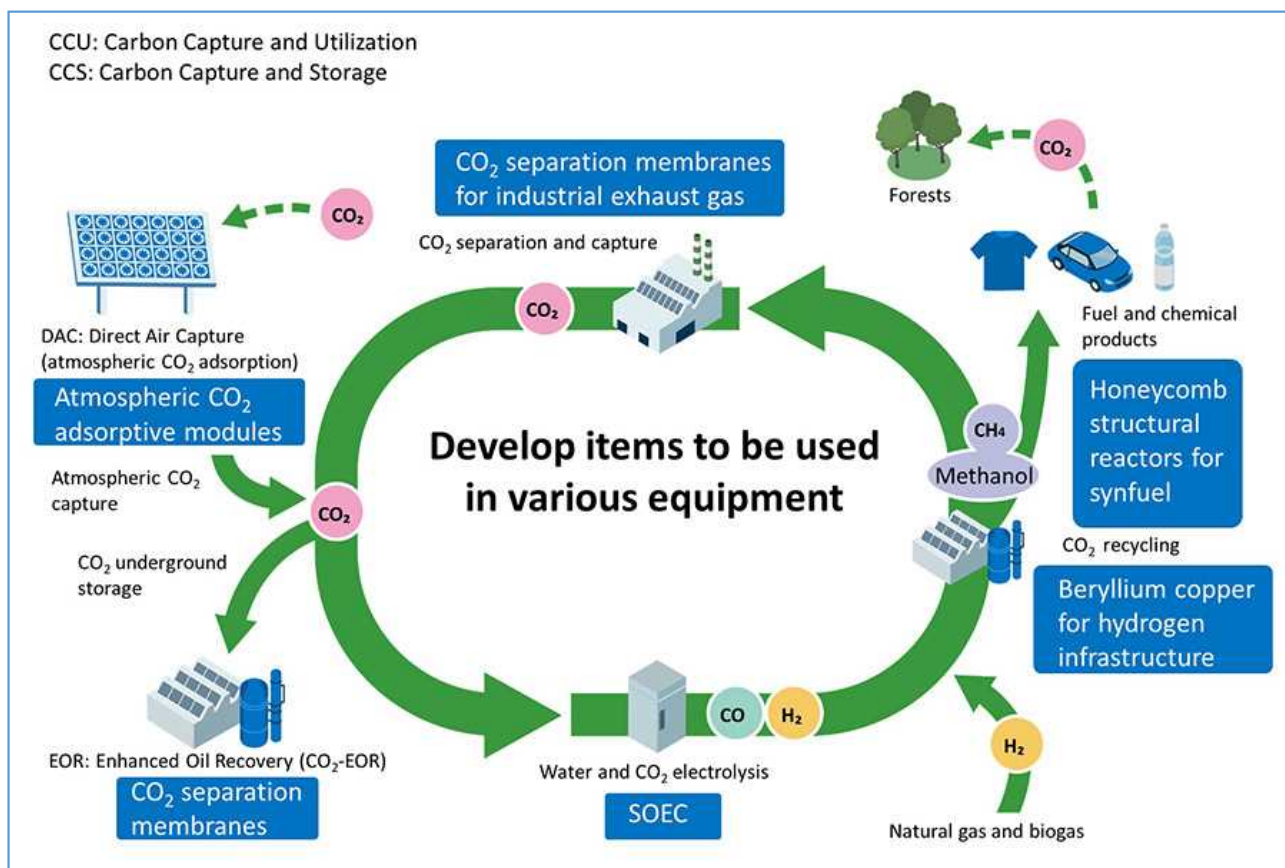 CCU: Carbon Capture and Utilization
CCS: Carbon Capture and Storage
CO₂ separation membranes
for industrial exhaust gas
CO₂ separation and capture
CO₂
CO₂
Forests
CO₂
Fuel and chemical
products
DAC: Direct Air Capture
(atmospheric CO₂ adsorption)
Atmospheric CO₂
adsorptive modules
Atmospheric CO₂
capture
CO₂
CO₂ underground
storage
Develop items to be used
in various equipment
CH₄
Methanol
Honeycomb
structural
reactors for
synfuel
CO₂ recycling
Beryllium copper
for hydrogen
infrastructure
EOR: Enhanced Oil Recovery (CO₂-EOR)
CO₂ separation
membranes
CO
H₂
Water and CO₂ electrolysis
SOEC
H₂
Natural gas and biogas